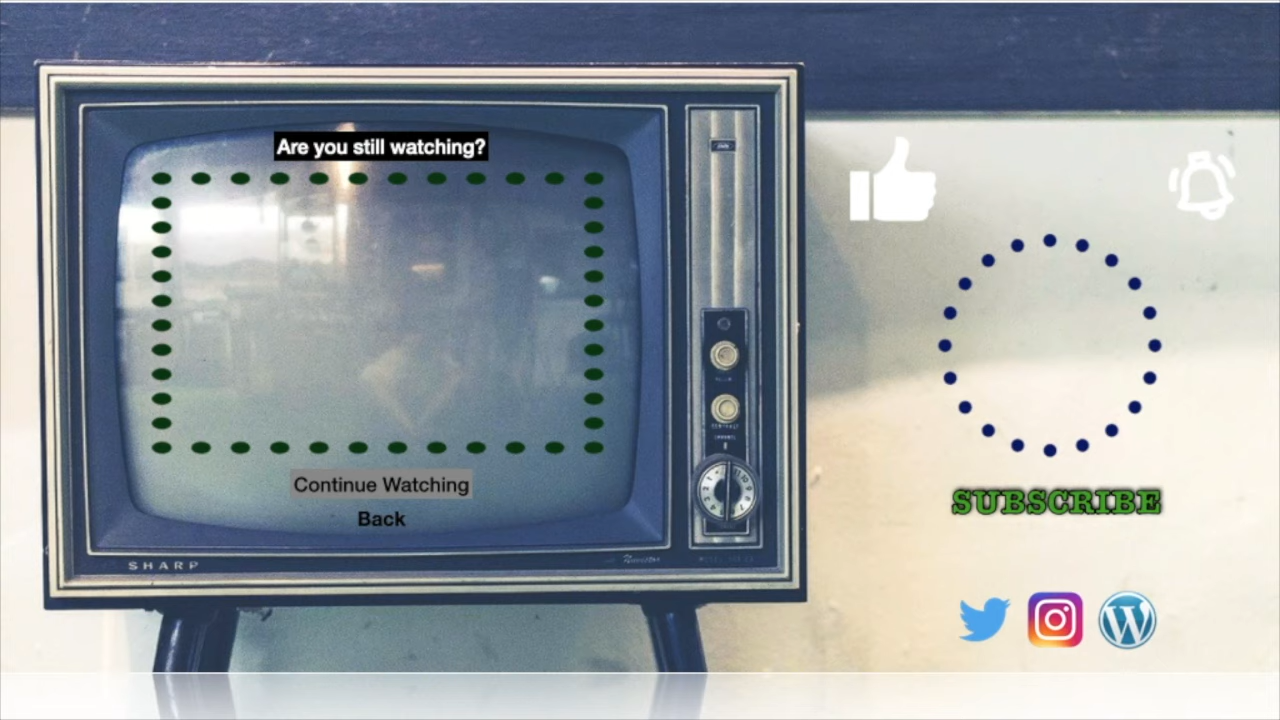 Are you still watching?
Continue Watching
Back
SHARP
SUBSCRIBE